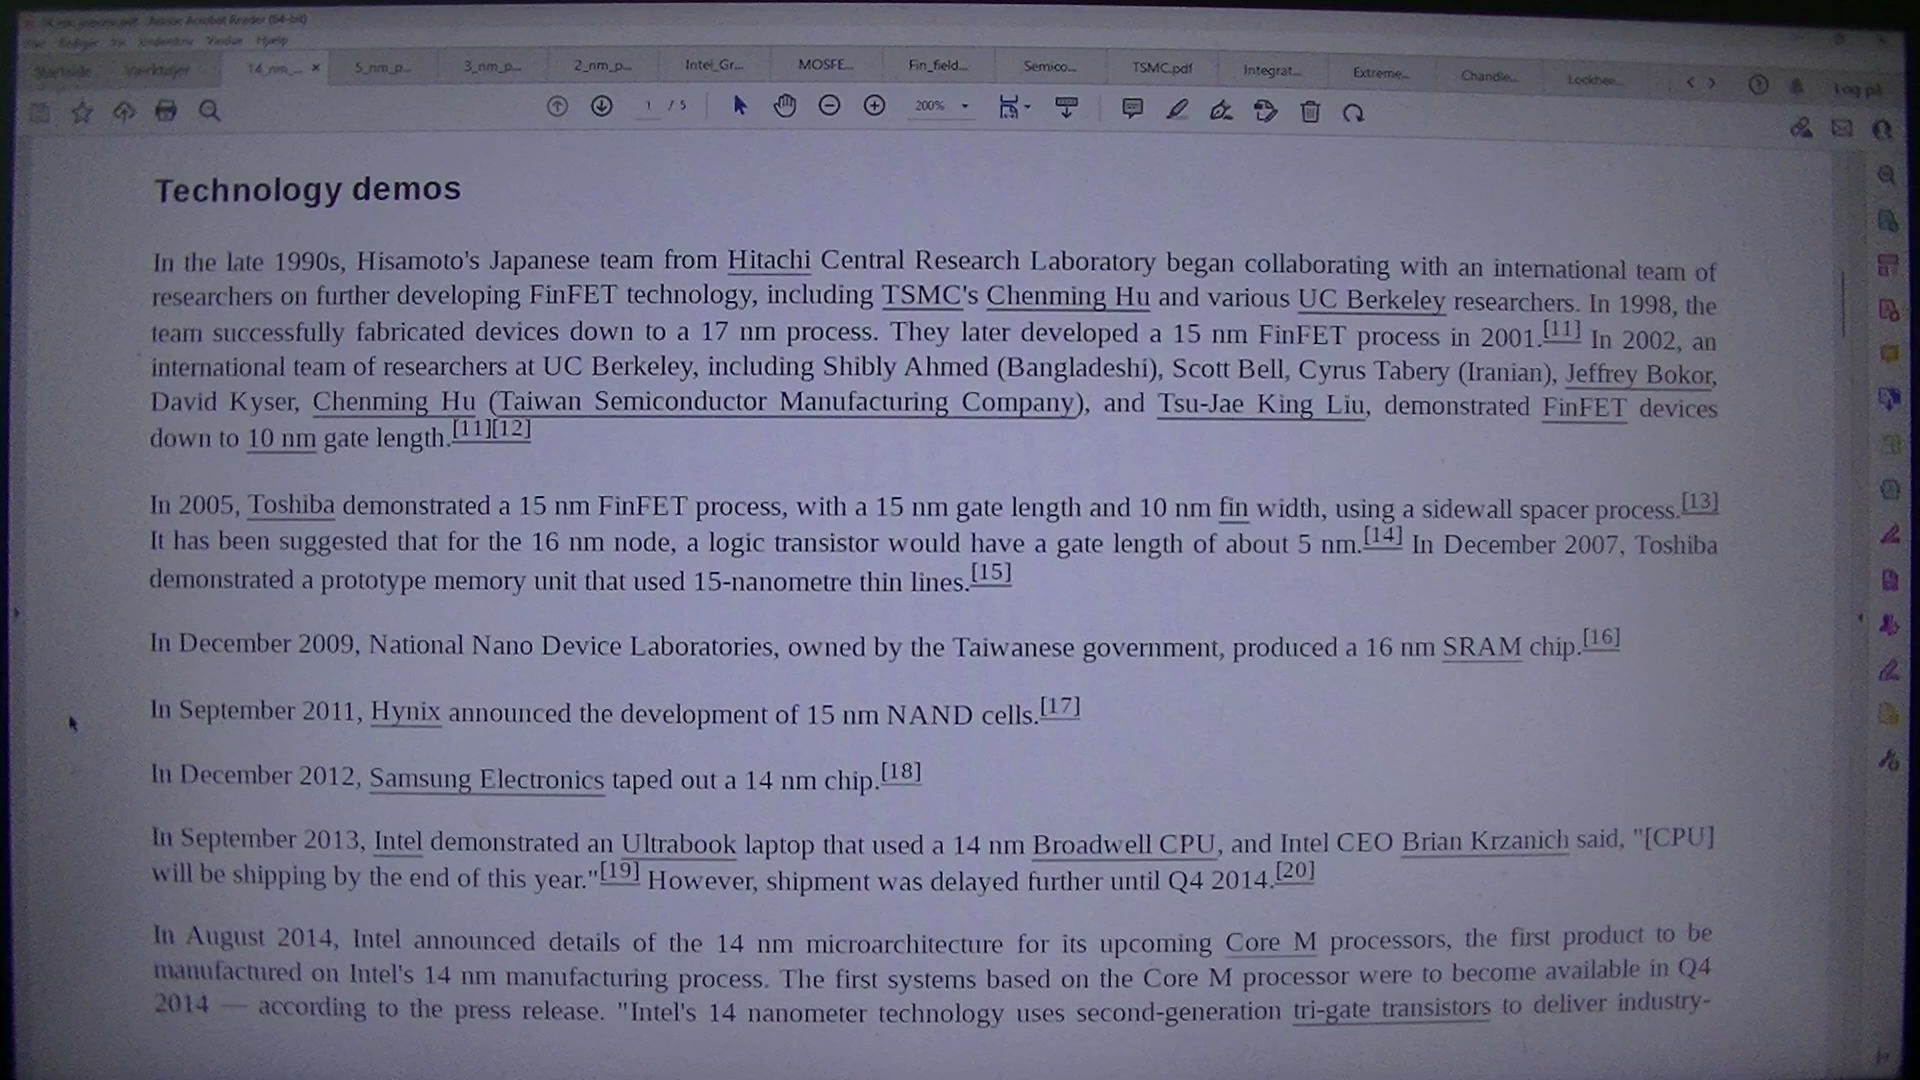 Adobe Acrobat Reader (64-bit)
Rediger Vis Vindue Hjælp
Startside Værktøjer 14_nm_... × 5_nm_p... 3_nm_p... 2_nm_p... Intel_Gr... MOSFE... Fin_field... Semico... TSMC.pdf Integrat... Extreme... Chandle... Lockhee... Log på
1 / 5 200%
Technology demos
In the late 1990s, Hisamoto's Japanese team from Hitachi Central Research Laboratory began collaborating with an international team of
researchers on further developing FinFET technology, including TSMC's Chenming Hu and various UC Berkeley researchers. In 1998, the
team successfully fabricated devices down to a 17 nm process. They later developed a 15 nm FinFET process in 2001.[11] In 2002, an
international team of researchers at UC Berkeley, including Shibly Ahmed (Bangladeshi), Scott Bell, Cyrus Tabery (Iranian), Jeffrey Bokor,
David Kyser, Chenming Hu (Taiwan Semiconductor Manufacturing Company), and Tsu-Jae King Liu, demonstrated FinFET devices
down to 10 nm gate length.[11][12]
In 2005, Toshiba demonstrated a 15 nm FinFET process, with a 15 nm gate length and 10 nm fin width, using a sidewall spacer process.[13]
It has been suggested that for the 16 nm node, a logic transistor would have a gate length of about 5 nm.[14] In December 2007, Toshiba
demonstrated a prototype memory unit that used 15-nanometre thin lines.[15]
In December 2009, National Nano Device Laboratories, owned by the Taiwanese government, produced a 16 nm SRAM chip.[16]
In September 2011, Hynix announced the development of 15 nm NAND cells.[17]
In December 2012, Samsung Electronics taped out a 14 nm chip.[18]
In September 2013, Intel demonstrated an Ultrabook laptop that used a 14 nm Broadwell CPU, and Intel CEO Brian Krzanich said, "[CPU]
will be shipping by the end of this year."[19] However, shipment was delayed further until Q4 2014.[20]
In August 2014, Intel announced details of the 14 nm microarchitecture for its upcoming Core M processors, the first product to be
manufactured on Intel's 14 nm manufacturing process. The first systems based on the Core M processor were to become available in Q4
2014 — according to the press release. "Intel's 14 nanometer technology uses second-generation tri-gate transistors to deliver industry-